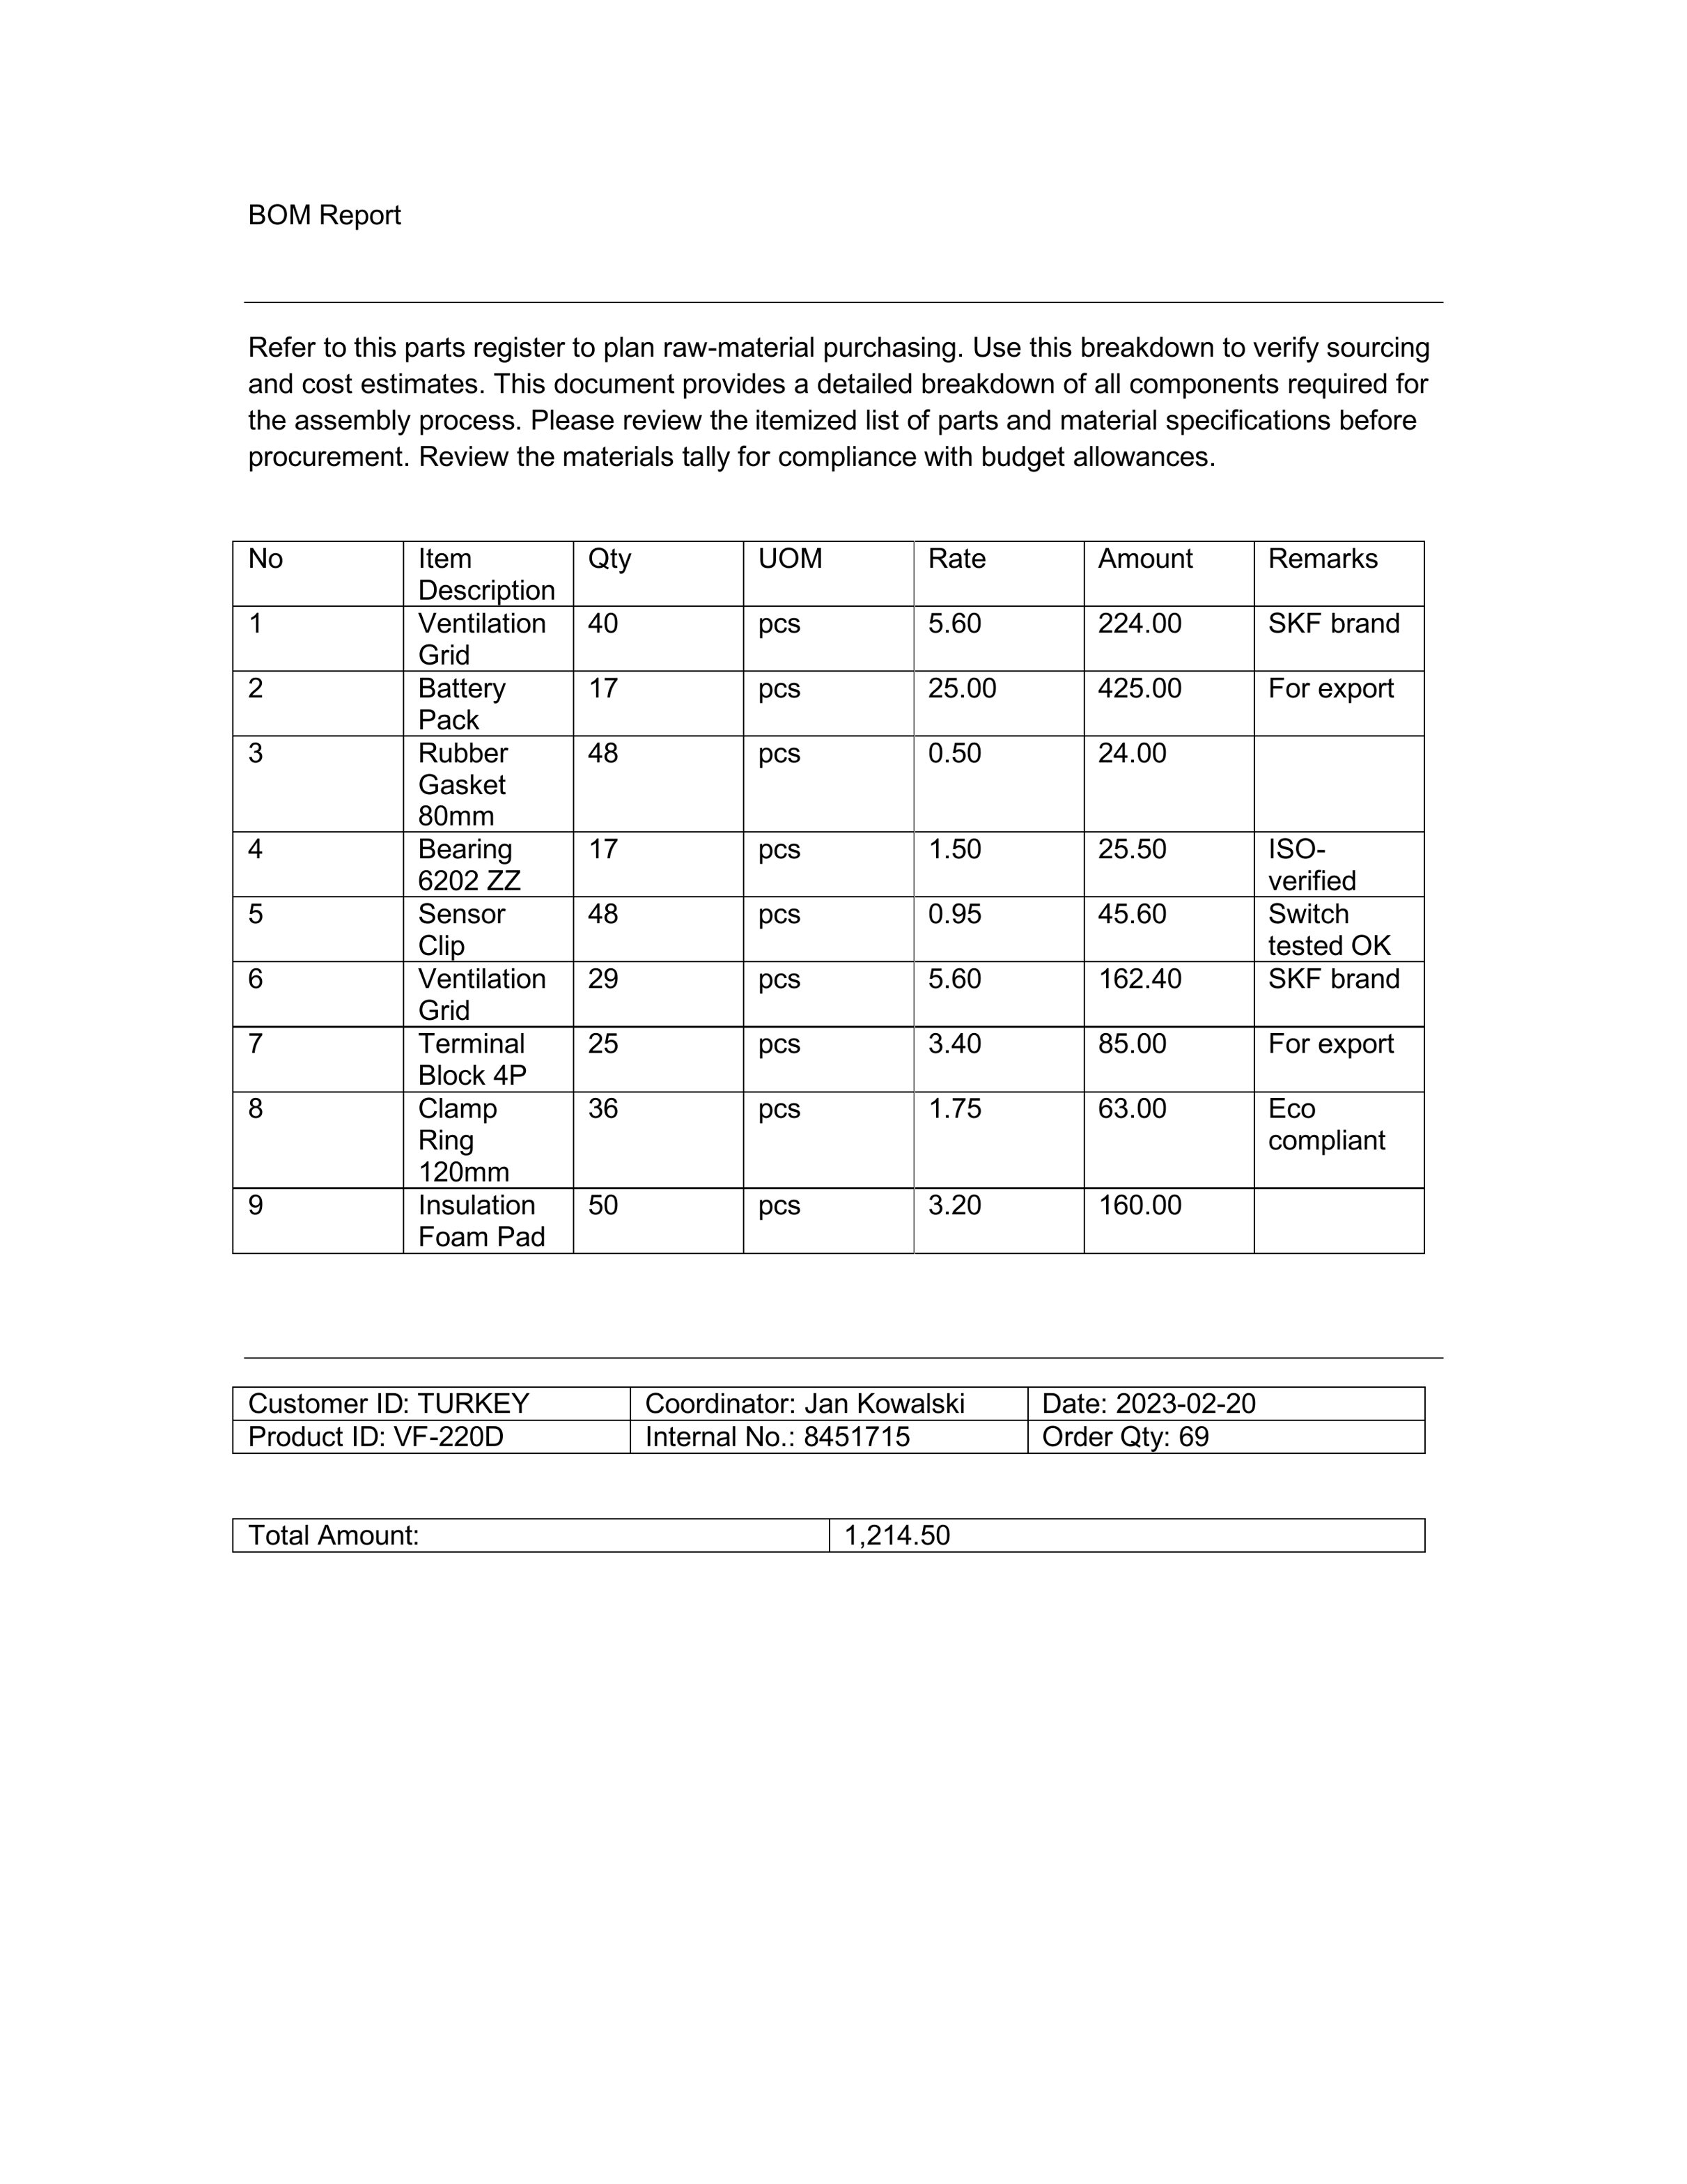 BOM Report
Refer to this parts register to plan raw-material purchasing. Use this breakdown to verify sourcing
and cost estimates. This document provides a detailed breakdown of all components required for
the assembly process. Please review the itemized list of parts and material specifications before
procurement. Review the materials tally for compliance with budget allowances.
No Item Description Qty UOM Rate Amount Remarks
1 Ventilation Grid 40 pcs 5.60 224.00 SKF brand
2 Battery Pack 17 pcs 25.00 425.00 For export
3 Rubber Gasket 80mm 48 pcs 0.50 24.00
4 Bearing 6202 ZZ 17 pcs 1.50 25.50 ISO-verified
5 Sensor Clip 48 pcs 0.95 45.60 Switch tested OK
6 Ventilation Grid 29 pcs 5.60 162.40 SKF brand
7 Terminal Block 4P 25 pcs 3.40 85.00 For export
8 Clamp Ring 120mm 36 pcs 1.75 63.00 Eco compliant
9 Insulation Foam Pad 50 pcs 3.20 160.00
Customer ID: TURKEY Coordinator: Jan Kowalski Date: 2023-02-20
Product ID: VF-220D Internal No.: 8451715 Order Qty: 69
Total Amount: 1,214.50